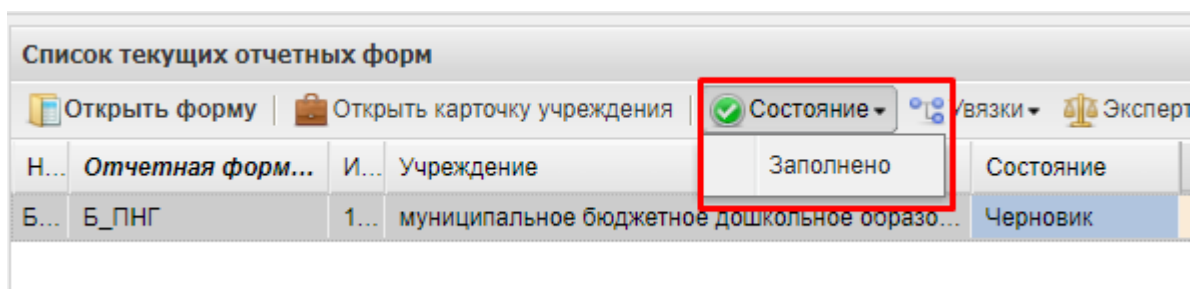 Список текущих отчетных форм
Открыть форму Открыть карточку учреждения Состояние Увязки Эксперт
Н... Отчетная форм... И... Учреждение Заполнено Состояние
Б... Б_ПНГ 1... муниципальное бюджетное дошкольное образо... Черновик